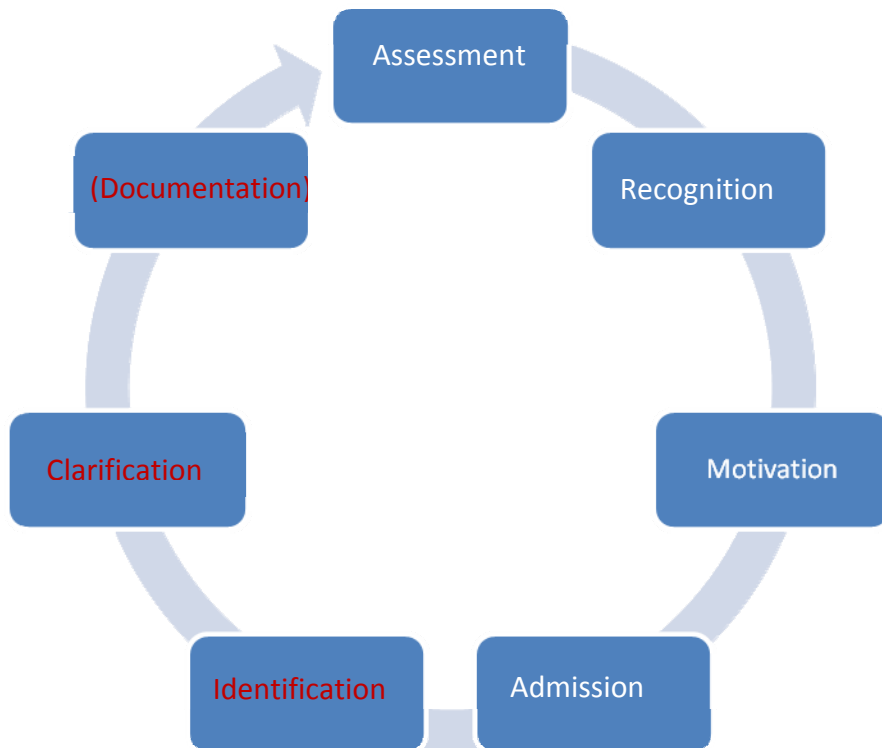 Assessment
Recognition
Motivation
Admission
Identification
Clarification
(Documentation)